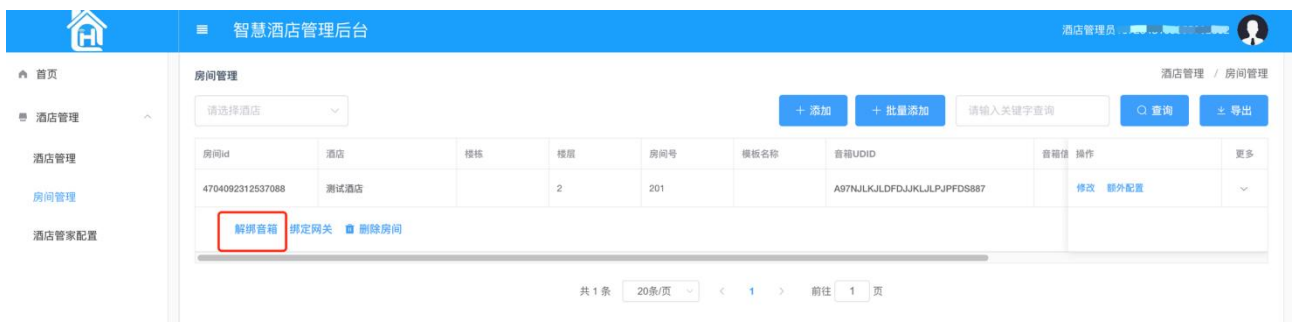 智慧酒店管理后台
酒店管理员
首页
房间管理
酒店管理 / 房间管理
酒店管理
请选择酒店
+ 添加
+ 批量添加
请输入关键字查询
查询
导出
酒店管理
房间管理
酒店管家配置
房间id 酒店 楼栋 楼层 房间号 模板名称 音箱UDID 音箱信 操作 更多
4704092312537088 测试酒店 2 201 A97NJLKJLDFDJJKLJLPJPFDS887 修改 额外配置
解绑音箱 绑定网关 删除房间
共 1 条 20条/页 < 1 > 前往 1 页